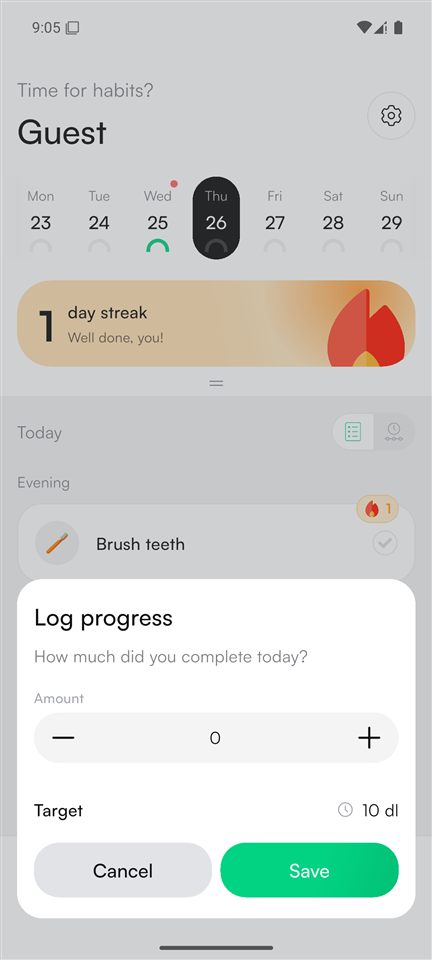 9:05
Time for habits?
Guest
Mon Tue Wed Thu Fri Sat Sun
23 24 25 26 27 28 29
1 day streak
Well done, you!
Today
Evening
1
Brush teeth
Log progress
How much did you complete today?
Amount
0
Target 10 dl
Cancel Save